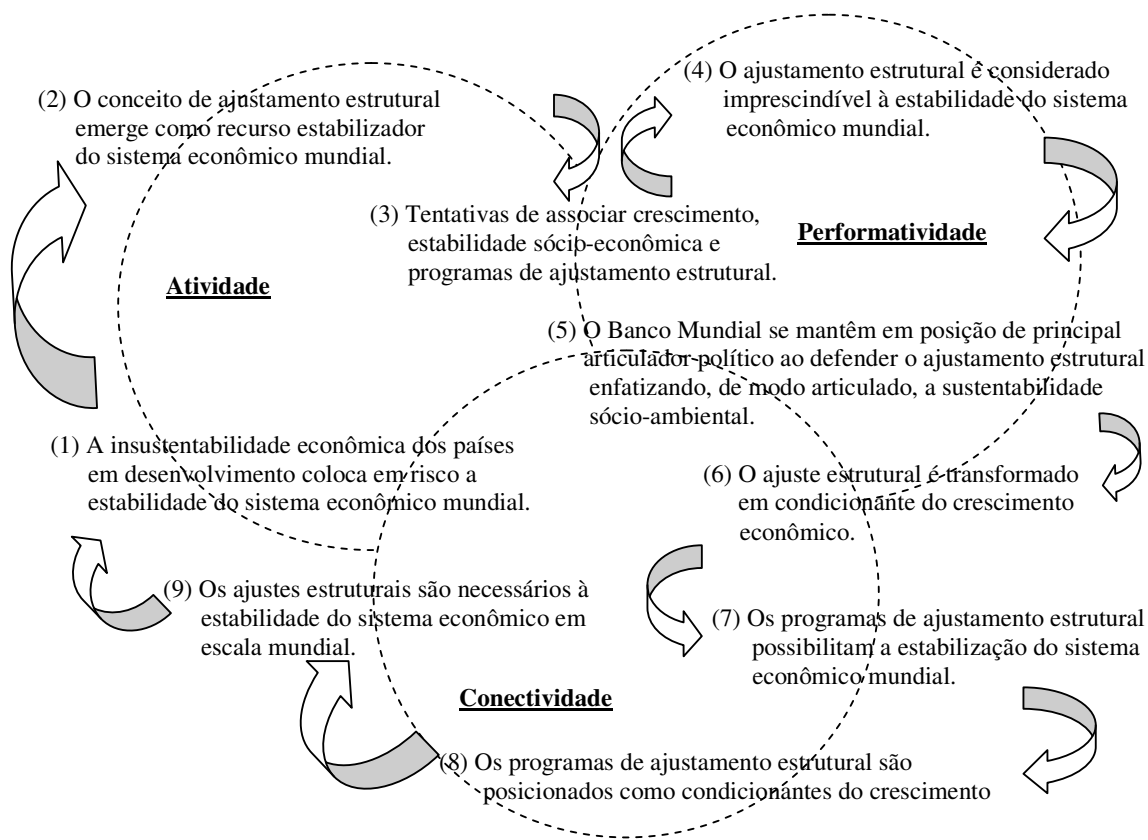 (2) O conceito de ajustamento estrutural
emerge como recurso estabilizador
do sistema econômico mundial.
(4) O ajustamento estrutural é considerado
imprescindível à estabilidade do sistema
econômico mundial.
(3) Tentativas de associar crescimento,
estabilidade sócio-econômica e
programas de ajustamento estrutural.
Performatividade
Atividade
(5) O Banco Mundial se mantêm em posição de principal
articulador político ao defender o ajustamento estrutural
enfatizando, de modo articulado, a sustentabilidade
sócio-ambiental.
(1) A insustentabilidade econômica dos países
em desenvolvimento coloca em risco a
estabilidade do sistema econômico mundial.
(6) O ajuste estrutural é transformado
em condicionante do crescimento
econômico.
(9) Os ajustes estruturais são necessários à
estabilidade do sistema econômico em
escala mundial.
(7) Os programas de ajustamento estrutural
possibilitam a estabilização do sistema
econômico mundial.
Conectividade
(8) Os programas de ajustamento estrutural são
posicionados como condicionantes do crescimento